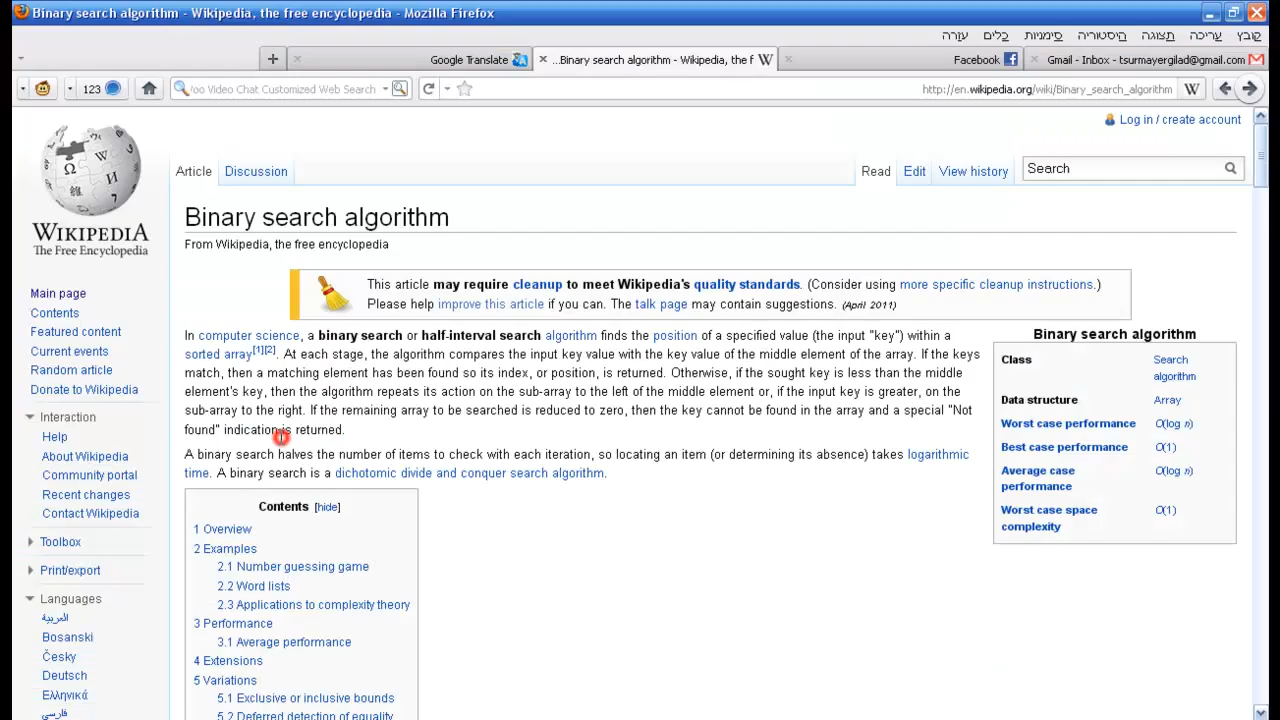 Binary search algorithm - Wikipedia, the free encyclopedia - Mozilla Firefox
קובץ עריכה תצוגה היסטוריה סימניות כלים עזרה
Google Translate
...Binary search algorithm - Wikipedia, the f
Facebook
Gmail - Inbox - tsurmayergilad@gmail.com
123
oo Video Chat Customized Web Search
http://en.wikipedia.org/wiki/Binary_search_algorithm
Log in / create account
Article Discussion
Read Edit View history
Search
WIKIPEDIA
The Free Encyclopedia
Main page
Contents
Featured content
Current events
Random article
Donate to Wikipedia
Interaction
Help
About Wikipedia
Community portal
Recent changes
Contact Wikipedia
Toolbox
Print/export
Languages
العربية
Bosanski
Česky
Deutsch
Ελληνικά
فارسی
Binary search algorithm
From Wikipedia, the free encyclopedia
This article may require cleanup to meet Wikipedia's quality standards. (Consider using more specific cleanup instructions.)
Please help improve this article if you can. The talk page may contain suggestions. (April 2011)
In computer science, a binary search or half-interval search algorithm finds the position of a specified value (the input "key") within a
sorted array[1][2]. At each stage, the algorithm compares the input key value with the key value of the middle element of the array. If the keys
match, then a matching element has been found so its index, or position, is returned. Otherwise, if the sought key is less than the middle
element's key, then the algorithm repeats its action on the sub-array to the left of the middle element or, if the input key is greater, on the
sub-array to the right. If the remaining array to be searched is reduced to zero, then the key cannot be found in the array and a special "Not
found" indication is returned.
A binary search halves the number of items to check with each iteration, so locating an item (or determining its absence) takes logarithmic
time. A binary search is a dichotomic divide and conquer search algorithm.
Binary search algorithm
Class Search
algorithm
Data structure Array
Worst case performance O(log n)
Best case performance O(1)
Average case O(log n)
performance
Worst case space O(1)
complexity
Contents [hide]
1 Overview
2 Examples
2.1 Number guessing game
2.2 Word lists
2.3 Applications to complexity theory
3 Performance
3.1 Average performance
4 Extensions
5 Variations
5.1 Exclusive or inclusive bounds
5.2 Deferred detection of equality